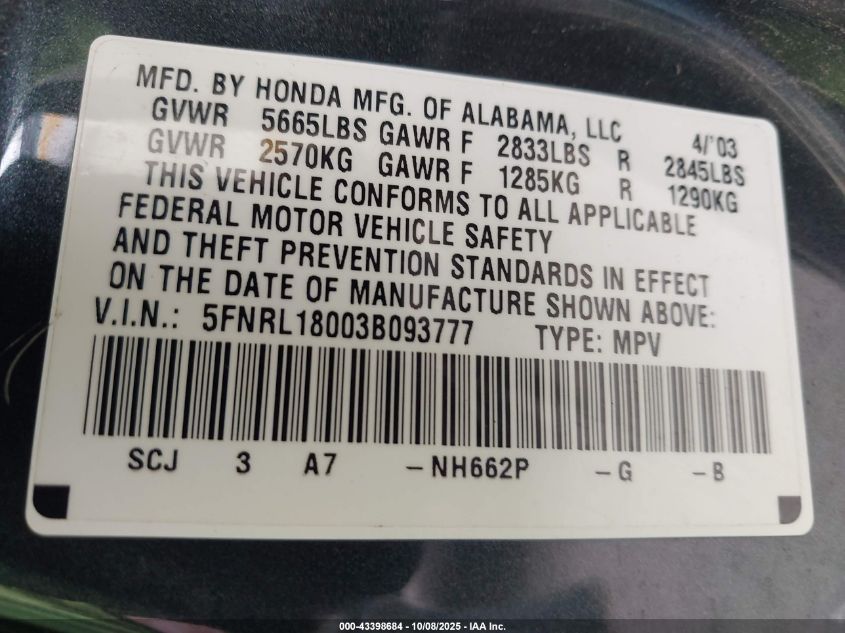 MFD. BY HONDA MFG. OF ALABAMA, LLC 4/'03
GVWR 5665LBS GAWR F 2833LBS R 2845LBS
GVWR 2570KG GAWR F 1285KG R 1290KG
THIS VEHICLE CONFORMS TO ALL APPLICABLE
FEDERAL MOTOR VEHICLE SAFETY
AND THEFT PREVENTION STANDARDS IN EFFECT
ON THE DATE OF MANUFACTURE SHOWN ABOVE:
V.I.N.: 5FNRL18003B093777 TYPE: MPV
SCJ 3 A7 -NH662P -G -B
000-43398684 - 10/08/2025 - IAA Inc.